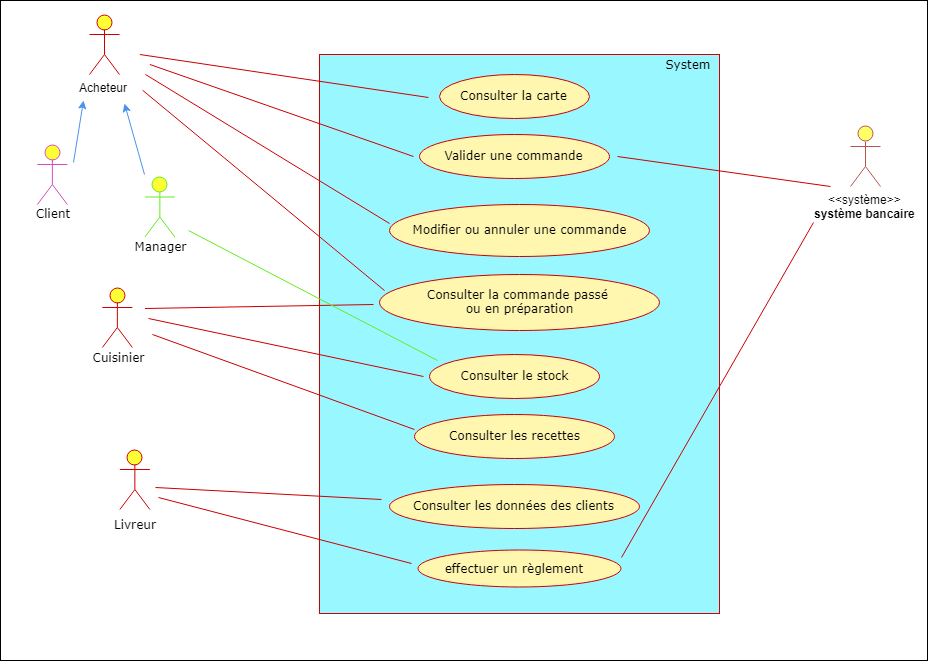 System
Acheteur
Consulter la carte
Valider une commande
Client
Manager
<<système>>
système bancaire
Modifier ou annuler une commande
Consulter la commande passé
ou en préparation
Cuisinier
Consulter le stock
Consulter les recettes
Livreur
Consulter les données des clients
effectuer un règlement